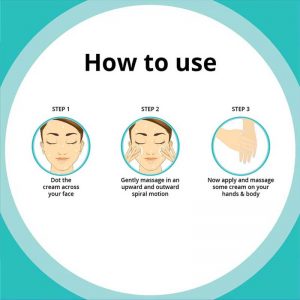 How to use
STEP 1
Dot the
cream across
your face
STEP 2
Gently massage in an
upward and outward
spiral motion
STEP 3
Now apply and massage
some cream on your
hands & body